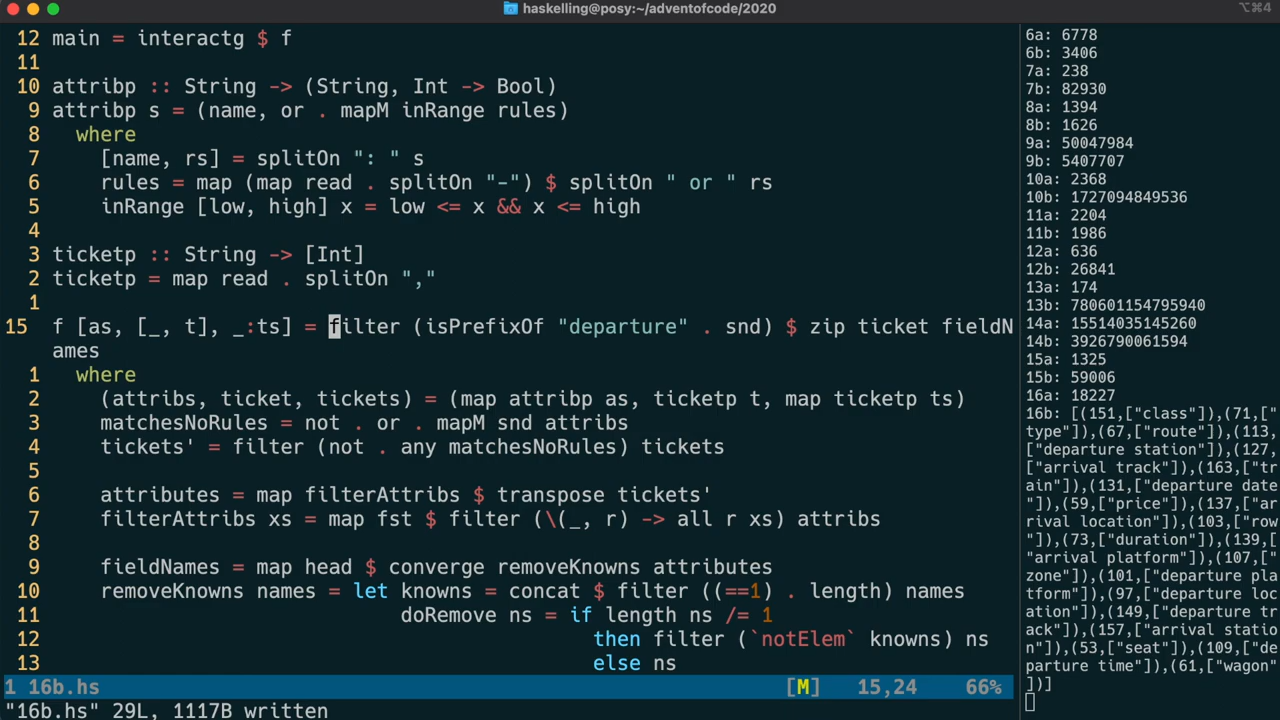 haskelling@posy:~/adventofcode/2020
⌥⌘4
12 main = interactg $ f
11
10 attribp :: String -> (String, Int -> Bool)
9 attribp s = (name, or . mapM inRange rules)
8 where
7 [name, rs] = splitOn ": " s
6 rules = map (map read . splitOn "-") $ splitOn " or " rs
5 inRange [low, high] x = low <= x && x <= high
4
3 ticketp :: String -> [Int]
2 ticketp = map read . splitOn ","
1
15 f [as, [_, t], _:ts] = filter (isPrefixOf "departure" . snd) $ zip ticket fieldN
ames
1 where
2 (attribs, ticket, tickets) = (map attribp as, ticketp t, map ticketp ts)
3 matchesNoRules = not . or . mapM snd attribs
4 tickets' = filter (not . any matchesNoRules) tickets
5
6 attributes = map filterAttribs $ transpose tickets'
7 filterAttribs xs = map fst $ filter (\(_, r) -> all r xs) attribs
8
9 fieldNames = map head $ converge removeKnowns attributes
10 removeKnowns names = let knowns = concat $ filter ((==1) . length) names
11 doRemove ns = if length ns /= 1
12 then filter (`notElem` knowns) ns
13 else ns
1 16b.hs [M] 15,24 66%
"16b.hs" 29L, 1117B written
6a: 6778
6b: 3406
7a: 238
7b: 82930
8a: 1394
8b: 1626
9a: 50047984
9b: 5407707
10a: 2368
10b: 1727094849536
11a: 2204
11b: 1986
12a: 636
12b: 26841
13a: 174
13b: 780601154795940
14a: 15514035145260
14b: 3926790061594
15a: 1325
15b: 59006
16a: 18227
16b: [(151,["class"]),(71,["
type"]),(67,["route"]),(113,
["departure station"]),(127,
["arrival track"]),(163,["tr
ain"]),(131,["departure date
"]),(59,["price"]),(137,["ar
rival location"]),(103,["row
"]),(73,["duration"]),(139,[
"arrival platform"]),(107,["
zone"]),(101,["departure pla
tform"]),(97,["departure loc
ation"]),(149,["departure tr
ack"]),(157,["arrival statio
n"]),(53,["seat"]),(109,["de
parture time"]),(61,["wagon"
])]